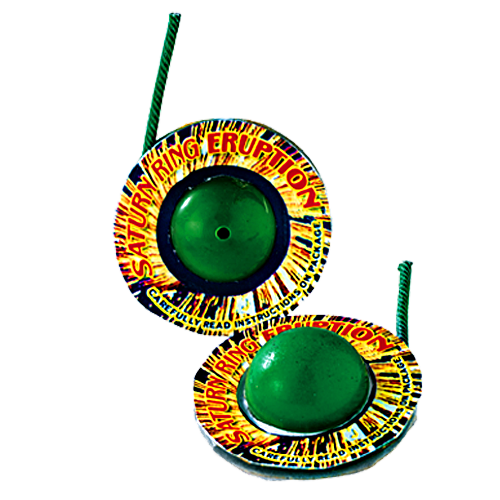 SATURN RING ERUPTION
CAREFULLY READ INSTRUCTIONS ON PACKAGE
SATURN RING ERUPTION
CAREFULLY READ INSTRUCTIONS ON PACKAGE